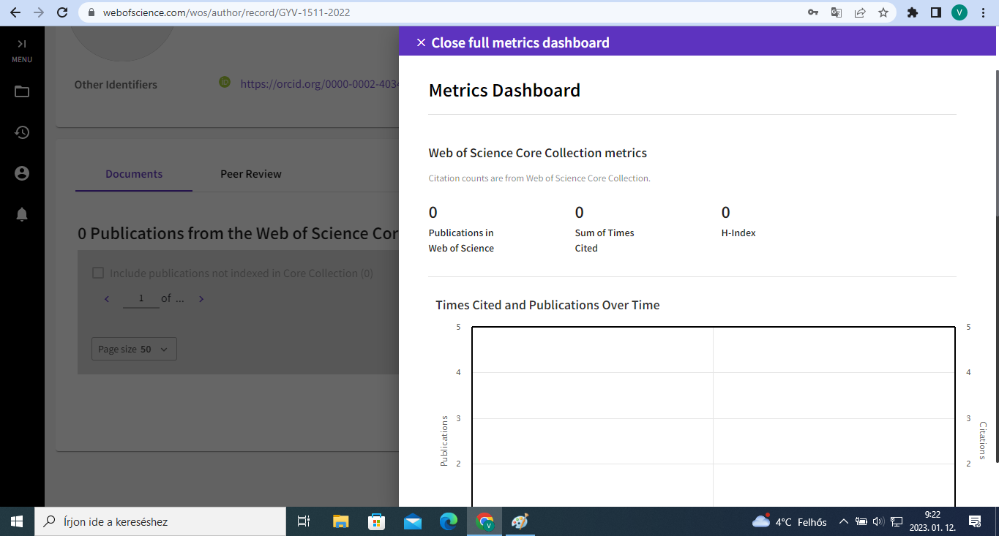 webofscience.com/wos/author/record/GYV-1511-2022
V
MENU
Other Identifiers
iD
https://orcid.org/0000-0002-403
Documents
Peer Review
0 Publications from the Web of Science Cor
Include publications not indexed in Core Collection (0)
1 of ...
Page size 50
× Close full metrics dashboard
Metrics Dashboard
Web of Science Core Collection metrics
Citation counts are from Web of Science Core Collection.
0
Publications in
Web of Science
0
Sum of Times
Cited
0
H-Index
Times Cited and Publications Over Time
5
4
3
2
Publications
5
4
3
2
Citations
Írjon ide a kereséshez
V
4°C Felhős
9:22
2023. 01. 12.